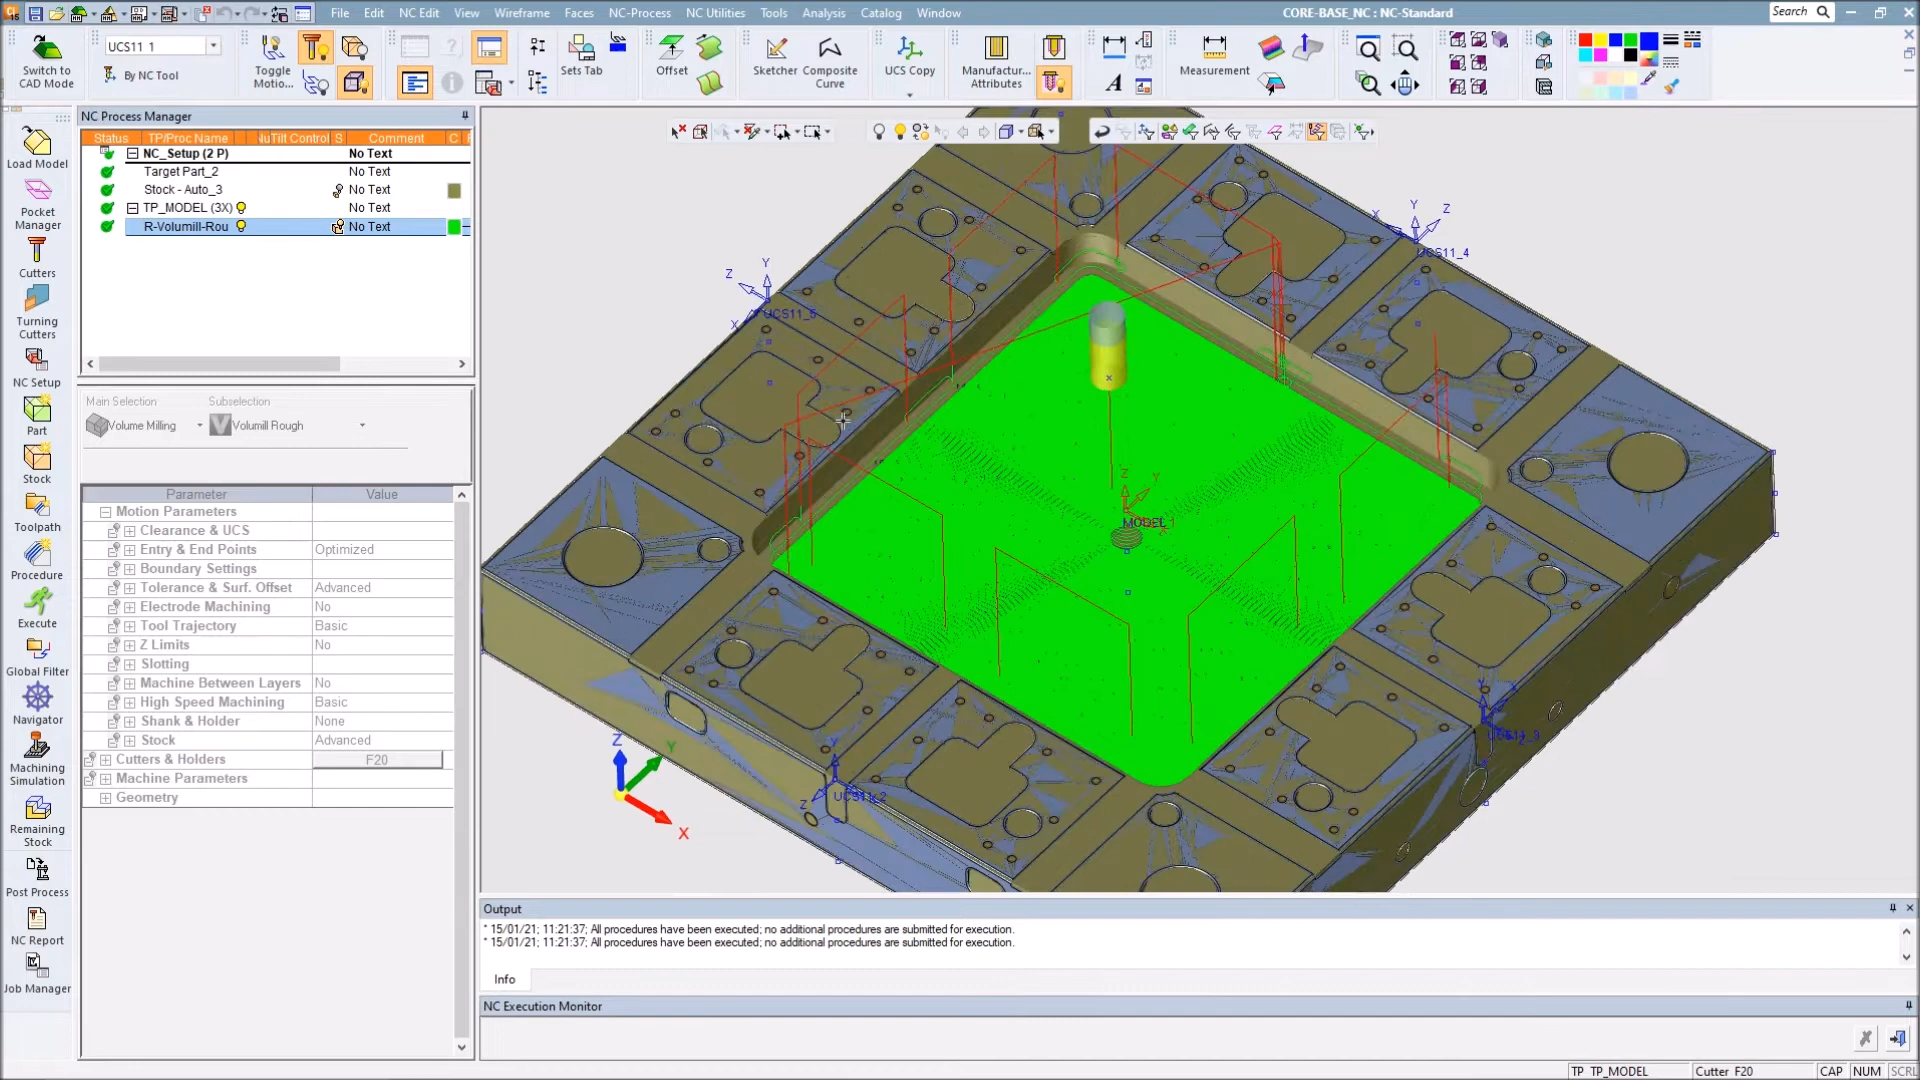 File Edit NC Edit View Wireframe Faces NC-Process NC Utilities Tools Analysis Catalog Window
CORE-BASE_NC : NC-Standard
Search
UCS11 1
By NC Tool
Switch to
CAD Mode
Toggle
Motio...
Sets Tab
Offset
Sketcher
Composite
Curve
UCS Copy
Manufactur...
Attributes
Measurement
Load Model
Pocket
Manager
Cutters
Turning
Cutters
NC Setup
Part
Stock
Toolpath
Procedure
Execute
Global Filter
Navigator
Machining
Simulation
Remaining
Stock
Post Process
NC Report
Job Manager
NC Process Manager
Status TP/Proc Name NuTilt Control S Comment C
NC_Setup (2 P) No Text
Target Part_2 No Text
Stock - Auto_3 No Text
TP_MODEL (3X) No Text
R-Volumill-Rou No Text
Main Selection Subselection
Volume Milling Volumill Rough
Parameter Value
Motion Parameters
Clearance & UCS
Entry & End Points Optimized
Boundary Settings
Tolerance & Surf. Offset Advanced
Electrode Machining No
Tool Trajectory Basic
Z Limits No
Slotting
Machine Between Layers No
High Speed Machining Basic
Shank & Holder None
Stock Advanced
Cutters & Holders F20
Machine Parameters
Geometry
Y
Z
X
UCS11_5
Y
Z
X
UCS11_4
Z
Y
MODEL
UCS11_3
Y
Z
UCS11_2
Z
Y
X
Output
* 15/01/21; 11:21:37; All procedures have been executed; no additional procedures are submitted for execution.
* 15/01/21; 11:21:37; All procedures have been executed; no additional procedures are submitted for execution.
Info
NC Execution Monitor
TP TP_MODEL Cutter F20 CAP NUM SCRL